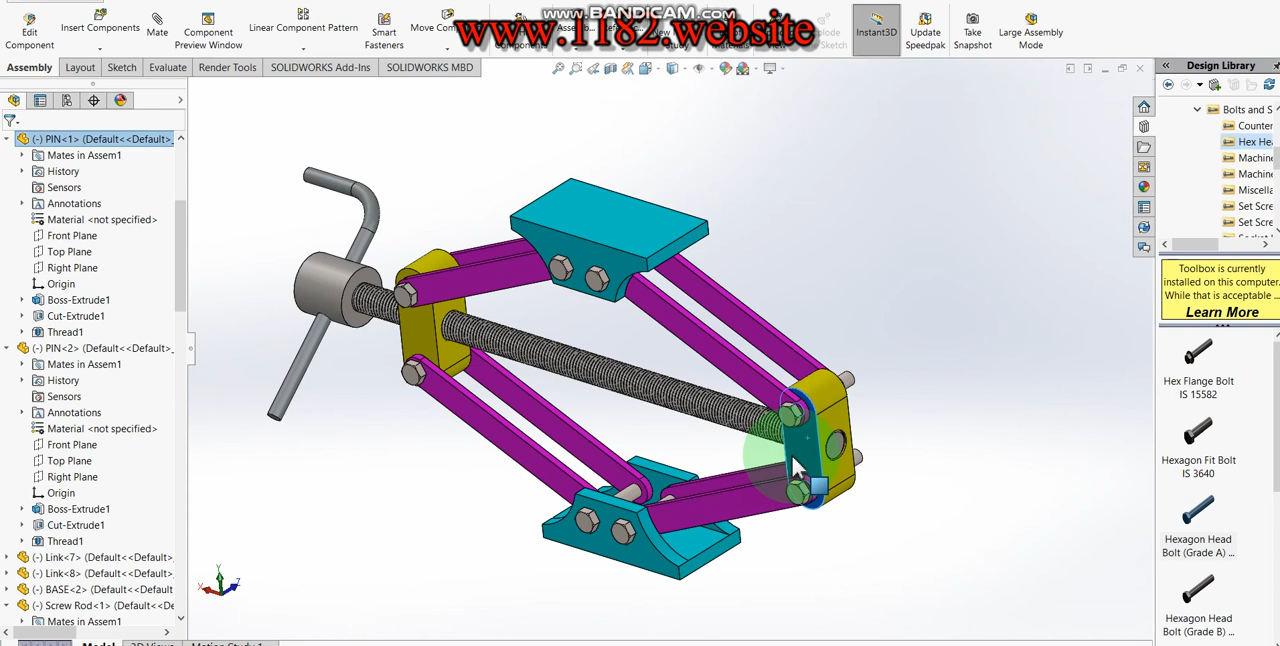 www.BANDICAM.COM
www.1182.website
Edit
Component
Insert Components
Mate
Component
Preview Window
Linear Component Pattern
Smart
Fasteners
Move Co
Instant3D
Update
Speedpak
Take
Snapshot
Large Assembly
Mode
Assembly
Layout
Sketch
Evaluate
Render Tools
SOLIDWORKS Add-Ins
SOLIDWORKS MBD
(-) PIN<1> (Default<<Default>_
Mates in Assem1
History
Sensors
Annotations
Material <not specified>
Front Plane
Top Plane
Right Plane
Origin
Boss-Extrude1
Cut-Extrude1
Thread1
(-) PIN<2> (Default<<Default>_
Mates in Assem1
History
Sensors
Annotations
Material <not specified>
Front Plane
Top Plane
Right Plane
Origin
Boss-Extrude1
Cut-Extrude1
Thread1
(-) Link<7> (Default<<Default
(-) Link<8> (Default<<Default
(-) BASE<2> (Default<<Default
(-) Screw Rod<1> (Default<<De
Mates in Assem1
Model
3D Views
Motion Study 1
Y
X
Z
Design Library
Bolts and S
Counter
Hex He
Machine
Machine
Miscella
Set Scre
Set Scre
Toolbox is currently
installed on this computer.
While that is acceptable ...
Learn More
Hex Flange Bolt
IS 15582
Hexagon Fit Bolt
IS 3640
Hexagon Head
Bolt (Grade A) ...
Hexagon Head
Bolt (Grade B) ...